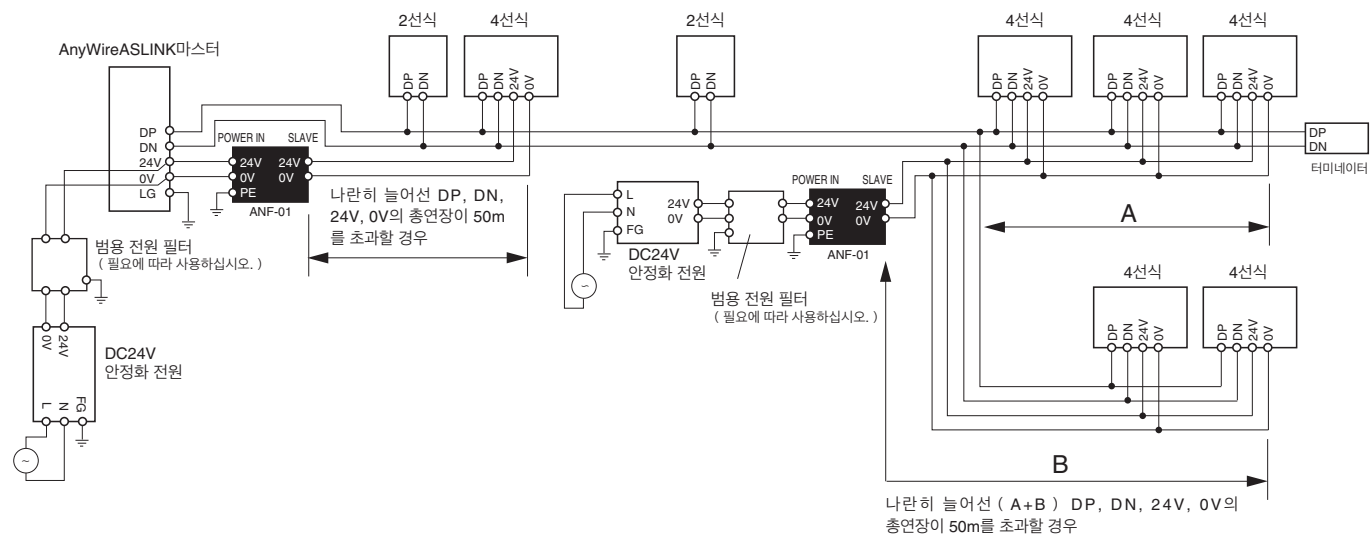 AnyWireASLINK마스터
DP
DN
24V
0V
LG
POWER IN SLAVE
24V 24V
0V 0V
PE
ANF-01
범용 전원 필터
( 필요에 따라 사용하십시오. )
0V 24V
DC24V
안정화 전원
L N FG
~
2선식
DP DN
4선식
DP DN 24V 0V
나란히 늘어선 DP, DN,
24V, 0V의 총연장이 50m
를 초과할 경우
2선식
DP DN
L 24V
N 0V
FG
DC24V
안정화 전원
~
범용 전원 필터
( 필요에 따라 사용하십시오. )
POWER IN SLAVE
24V 24V
0V 0V
PE
ANF-01
4선식
DP DN 24V 0V
4선식
DP DN 24V 0V
4선식
DP DN 24V 0V
DP
DN
터미네이터
A
4선식
DP DN 24V 0V
4선식
DP DN 24V 0V
B
나란히 늘어선 ( A+B ) DP, DN, 24V, 0V의
총연장이 50m를 초과할 경우